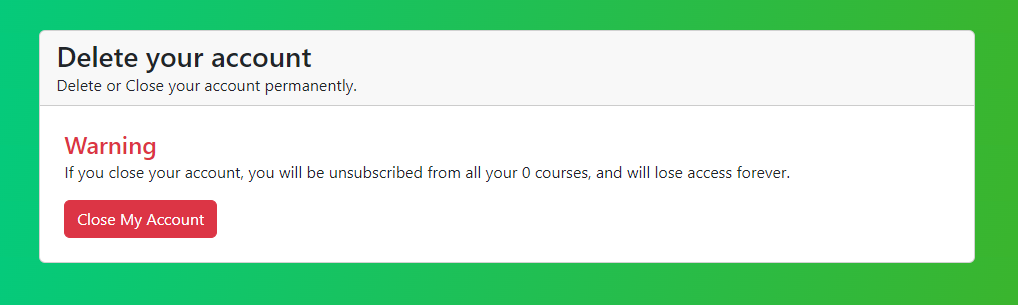 Delete your account
Delete or Close your account permanently.
Warning
If you close your account, you will be unsubscribed from all your 0 courses, and will lose access forever.
Close My Account